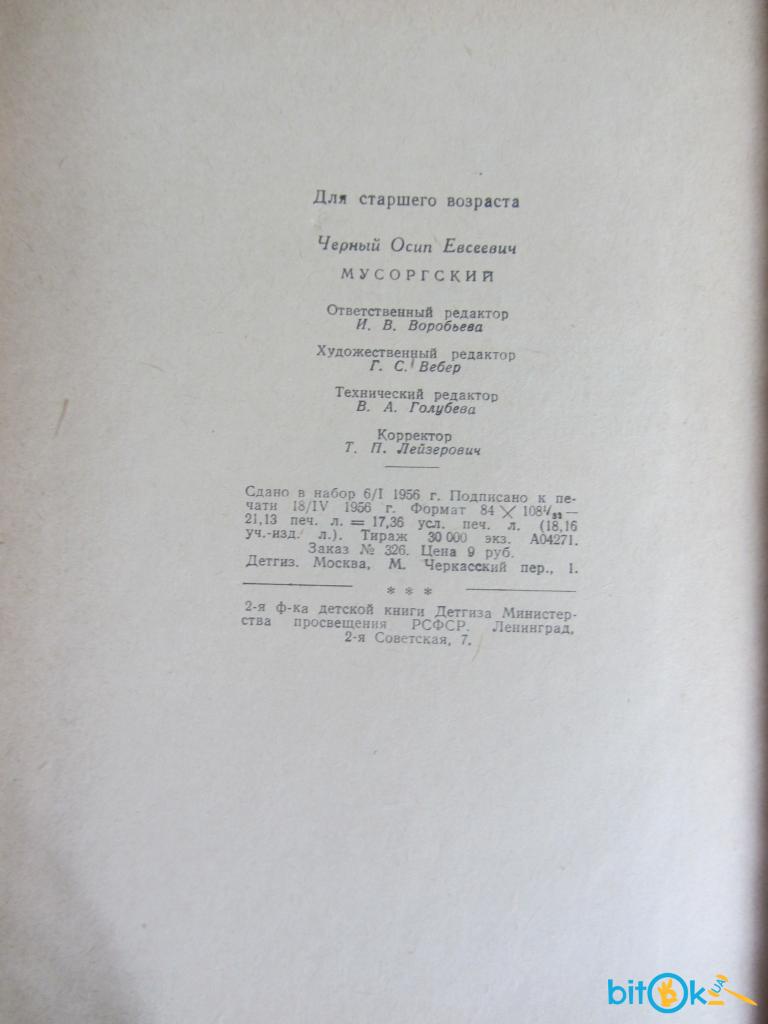 Для старшего возраста
Черный Осип Евсеевич
МУСОРГСКИЙ
Ответственный редактор
И. В. Воробьева
Художественный редактор
Г. С. Вебер
Технический редактор
В. А. Голубева
Корректор
Т. П. Лейзерович
Сдано в набор 6/I 1956 г. Подписано к пе-
чати 18/IV 1956 г. Формат 84 × 108¹/₃₂ —
21,13 печ. л. = 17,36 усл. печ. л. (18,16
уч.-изд. л.). Тираж 30 000 экз. А04271.
Заказ № 326. Цена 9 руб.
Детгиз. Москва, М. Черкасский пер., 1.
* * *
2-я ф-ка детской книги Детгиза Министер-
ства просвещения РСФСР. Ленинград,
2-я Советская, 7.
bitOk UA